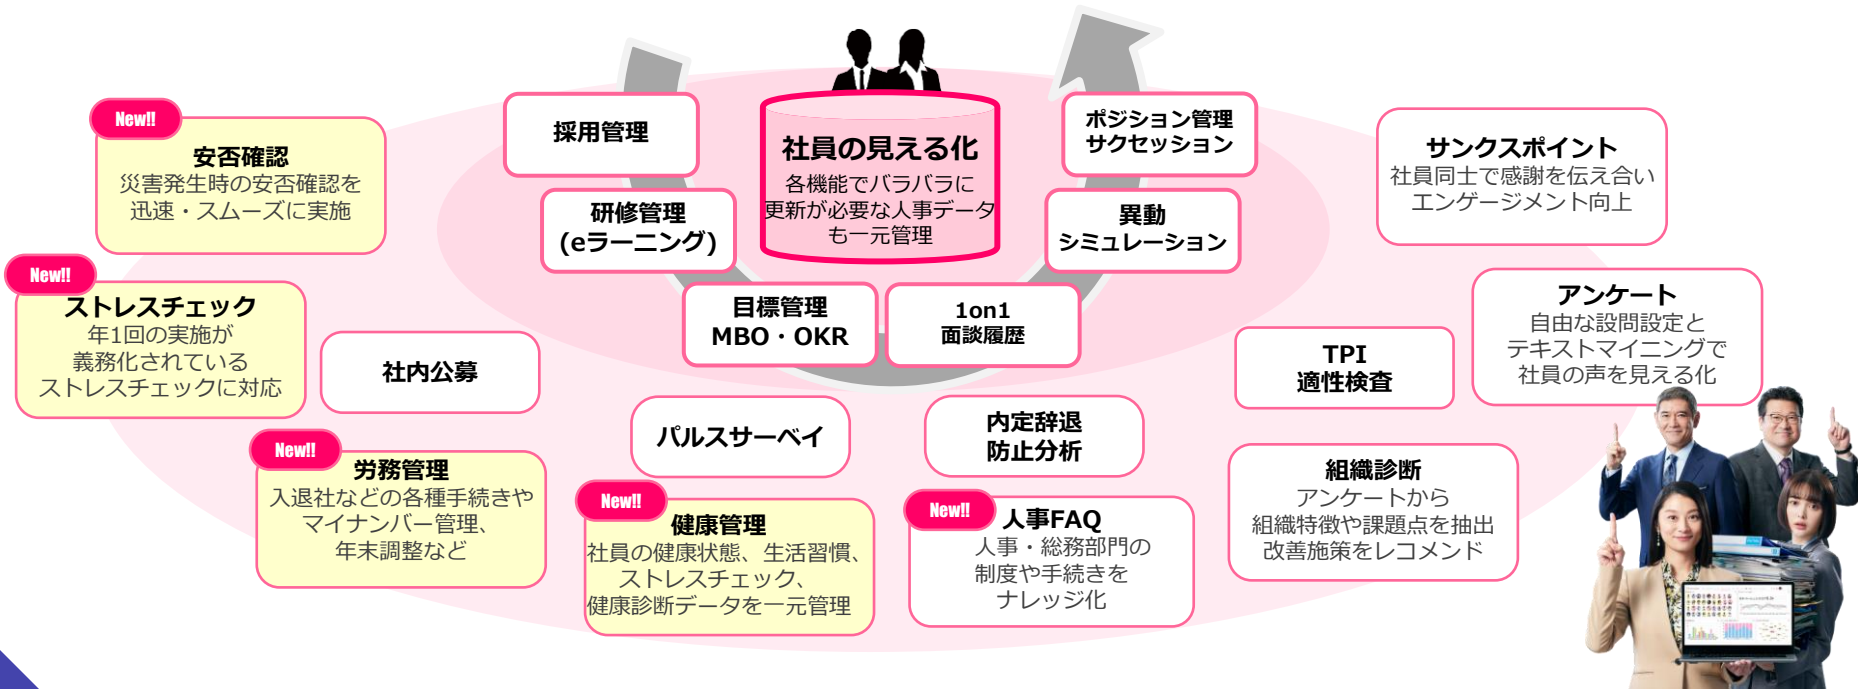 社員の見える化
各機能でバラバラに
更新が必要な人事データ
も一元管理
採用管理
研修管理
(eラーニング)
目標管理
MBO・OKR
1on1
面談履歴
異動
シミュレーション
ポジション管理
サクセッション
New!!
安否確認
災害発生時の安否確認を
迅速・スムーズに実施
New!!
ストレスチェック
年1回の実施が
義務化されている
ストレスチェックに対応
社内公募
New!!
労務管理
入退社などの各種手続きや
マイナンバー管理、
年末調整など
パルスサーベイ
New!!
健康管理
社員の健康状態、生活習慣、
ストレスチェック、
健康診断データを一元管理
内定辞退
防止分析
New!!
人事FAQ
人事・総務部門の
制度や手続きを
ナレッジ化
TPI
適性検査
組織診断
アンケートから
組織特徴や課題点を抽出
改善施策をレコメンド
サンクスポイント
社員同士で感謝を伝え合い
エンゲージメント向上
アンケート
自由な設問設定と
テキストマイニングで
社員の声を見える化